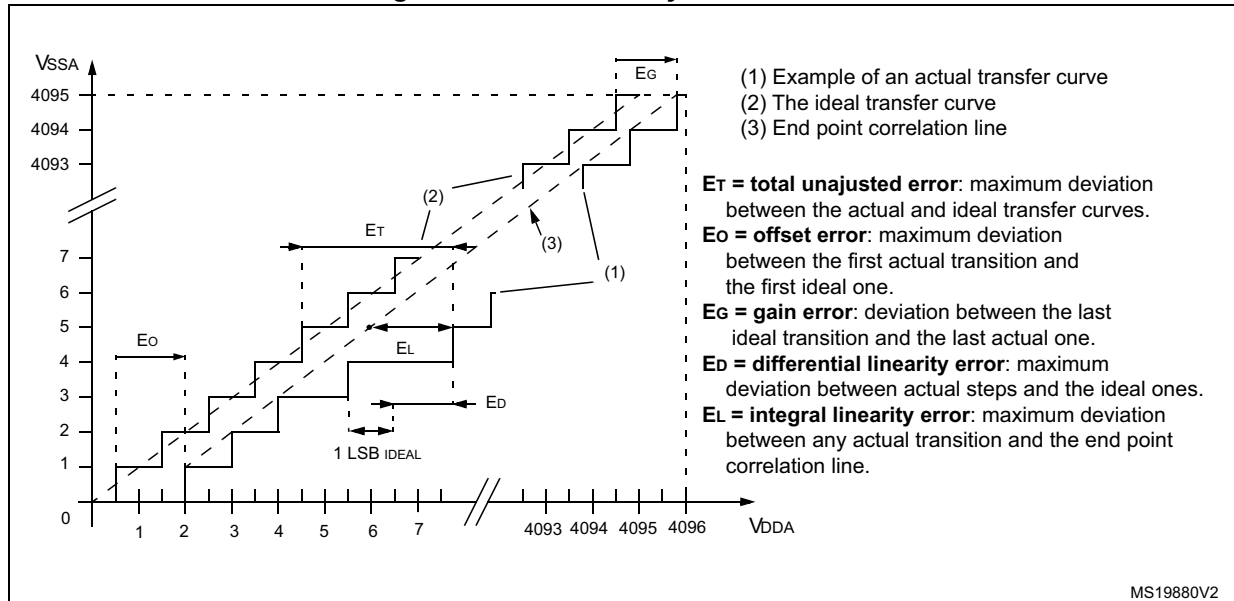 VSSA
EG
4095
4094
4093
7
6
5
4
3
2
1
0
(2)
ET
(3)
(1)
EO
EL
ED
1 LSB IDEAL
1 2 3 4 5 6 7 4093 4094 4095 4096
VDDA
(1) Example of an actual transfer curve
(2) The ideal transfer curve
(3) End point correlation line
ET = total unajusted error: maximum deviation
between the actual and ideal transfer curves.
EO = offset error: maximum deviation
between the first actual transition and
the first ideal one.
EG = gain error: deviation between the last
ideal transition and the last actual one.
ED = differential linearity error: maximum
deviation between actual steps and the ideal ones.
EL = integral linearity error: maximum deviation
between any actual transition and the end point
correlation line.
MS19880V2